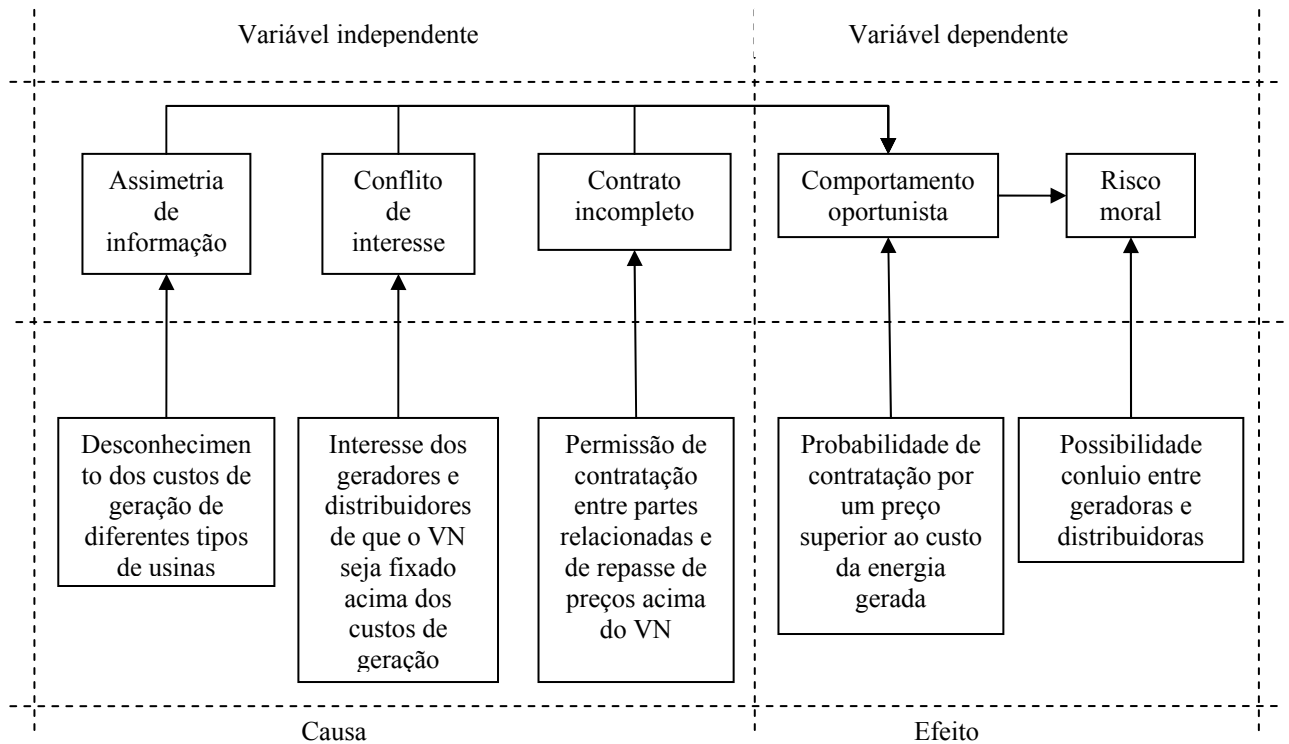 Variável independente
Variável dependente
Assimetria
de
informação
Conflito
de
interesse
Contrato
incompleto
Comportamento
oportunista
Risco
moral
Desconhecimen
to dos custos de
geração de
diferentes tipos
de usinas
Interesse dos
geradores e
distribuidores
de que o VN
seja fixado
acima dos
custos de
geração
Permissão de
contratação
entre partes
relacionadas e
de repasse de
preços acima
do VN
Probabilidade de
contratação por
um preço
superior ao custo
da energia
gerada
Possibilidade
conluio entre
geradoras e
distribuidoras
Causa
Efeito